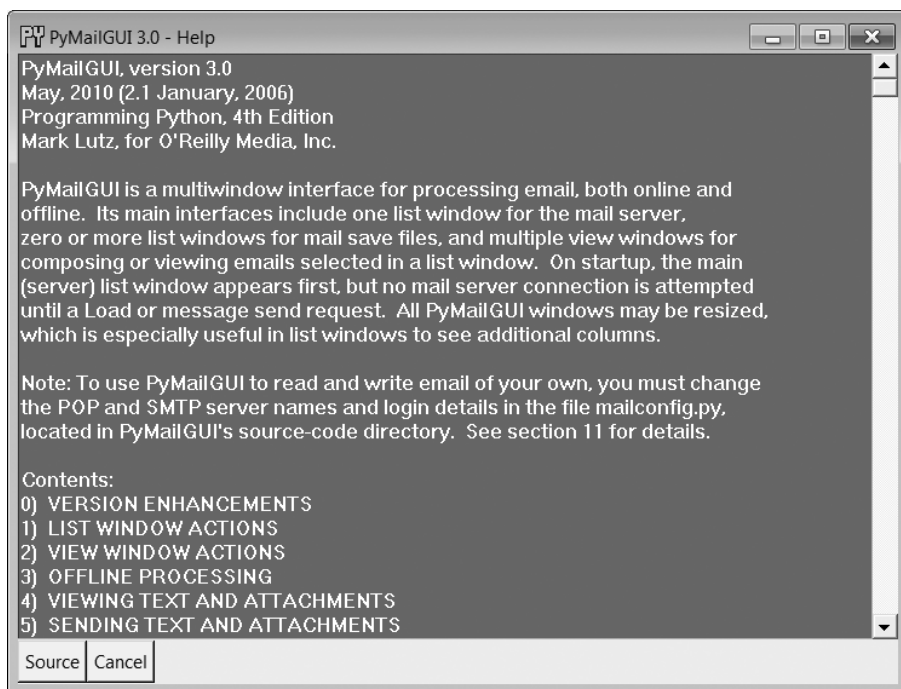 PyMailGUI 3.0 - Help
PyMailGUI, version 3.0
May, 2010 (2.1 January, 2006)
Programming Python, 4th Edition
Mark Lutz, for O'Reilly Media, Inc.
PyMailGUI is a multiwindow interface for processing email, both online and
offline.  Its main interfaces include one list window for the mail server,
zero or more list windows for mail save files, and multiple view windows for
composing or viewing emails selected in a list window.  On startup, the main
(server) list window appears first, but no mail server connection is attempted
until a Load or message send request.  All PyMailGUI windows may be resized,
which is especially useful in list windows to see additional columns.
Note: To use PyMailGUI to read and write email of your own, you must change
the POP and SMTP server names and login details in the file mailconfig.py,
located in PyMailGUI's source-code directory.  See section 11 for details.
Contents:
0)  VERSION ENHANCEMENTS
1)  LIST WINDOW ACTIONS
2)  VIEW WINDOW ACTIONS
3)  OFFLINE PROCESSING
4)  VIEWING TEXT AND ATTACHMENTS
5)  SENDING TEXT AND ATTACHMENTS
Source Cancel